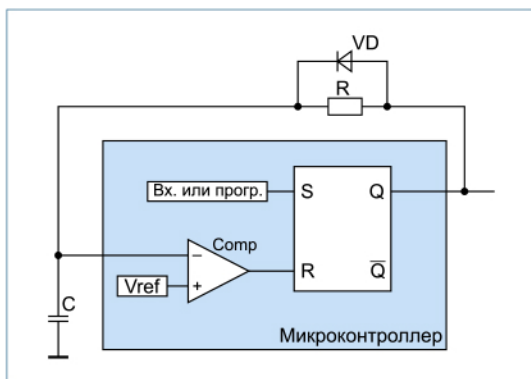 VD
R
Вх. или прогр.
S
Q
Comp
−
+
Vref
R
Q̅
C
Микроконтроллер